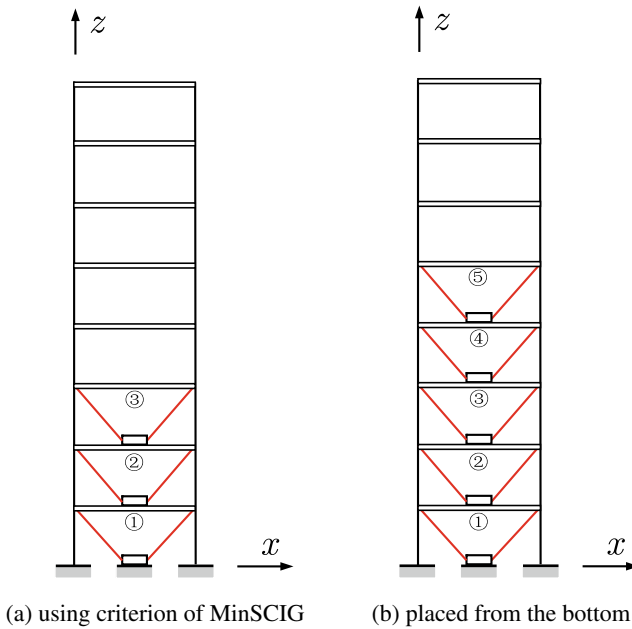 z
③
②
①
x
(a) using criterion of MinSCIG
z
⑤
④
③
②
①
x
(b) placed from the bottom